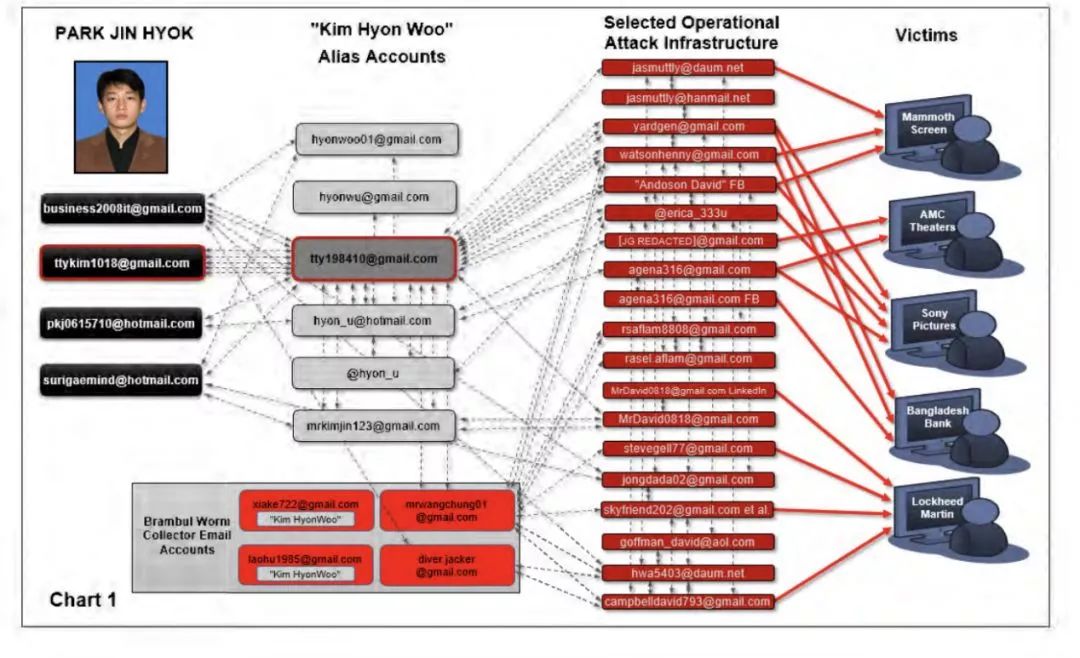 PARK JIN HYOK
"Kim Hyon Woo"
Alias Accounts
Selected Operational
Attack Infrastructure
Victims
business2008it@gmail.com
ttykim1018@gmail.com
pkj0615710@hotmail.com
surigaemind@hotmail.com
hyonwoo01@gmail.com
hyonwu@gmail.com
tty198410@gmail.com
hyon_u@hotmail.com
@hyon_u
mrkimjin123@gmail.com
jasmuttly@daum.net
jasmuttly@hanmail.net
yardgen@gmail.com
watsonhenny@gmail.com
"Andoson David" FB
@erica_333u
[JG REDACTED]@gmail.com
agena316@gmail.com
agena316@gmail.com FB
rsaflam8808@gmail.com
rasel.aflam@gmail.com
MrDavid0818@gmail.com LinkedIn
MrDavid0818@gmail.com
stevegell77@gmail.com
jongdada02@gmail.com
skyfriend202@gmail.com et al.
goffman_david@aol.com
hwa5403@daum.net
campbelldavid793@gmail.com
Mammoth
Screen
AMC
Theaters
Sony
Pictures
Bangladesh
Bank
Lockheed
Martin
Brambul Worm
Collector Email
Accounts
xiake722@gmail.com
"Kim HyonWoo"
mrwangchung01
@gmail.com
laohu1985@gmail.com
"Kim HyonWoo"
diver.jacker
@gmail.com
Chart 1